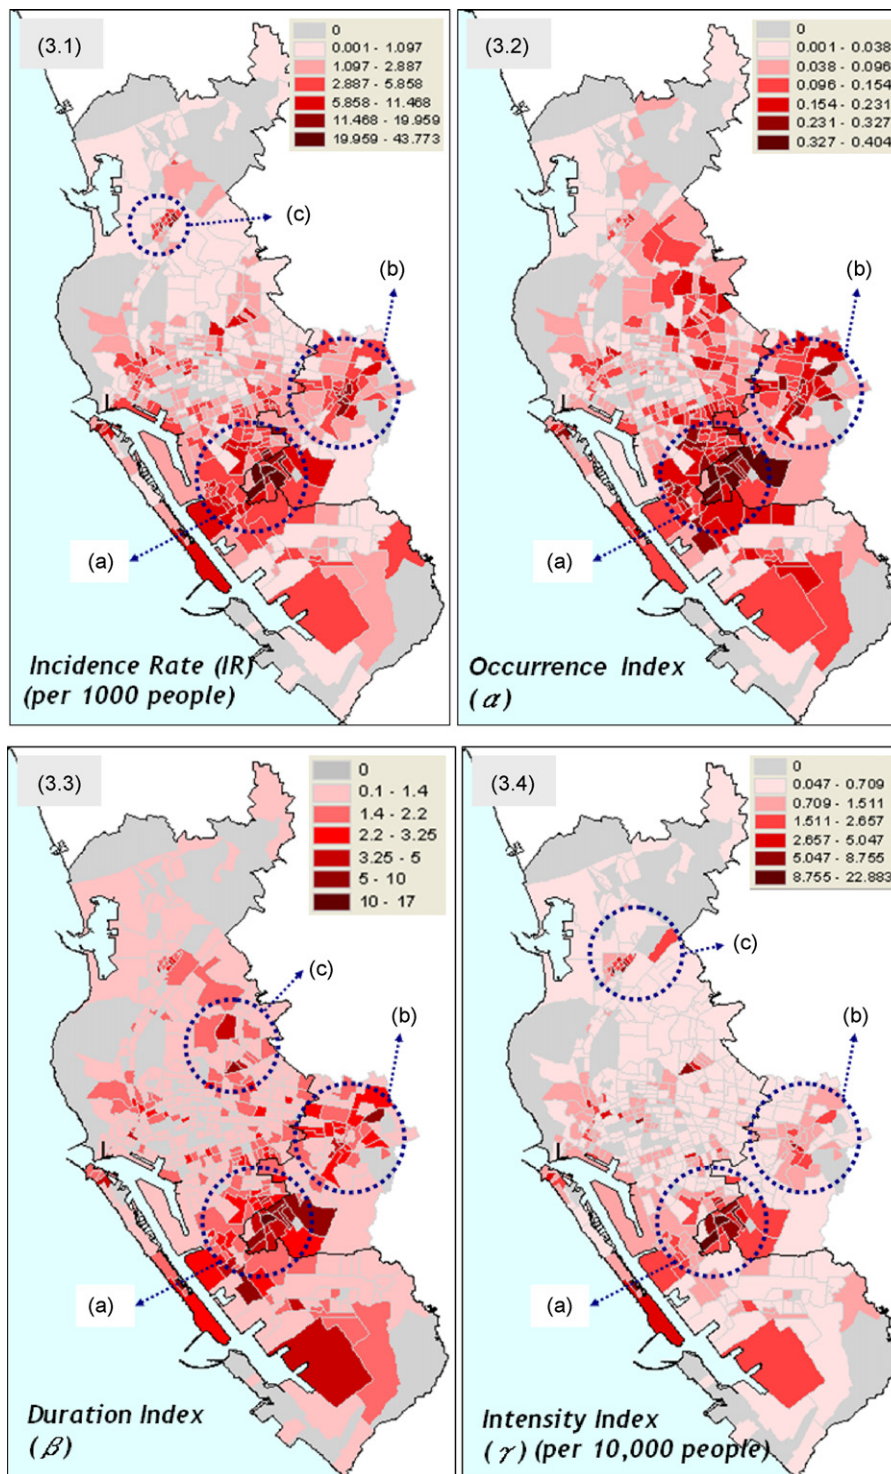 (3.1)
0
0.001 - 1.097
1.097 - 2.887
2.887 - 5.858
5.858 - 11.468
11.468 - 19.959
19.959 - 43.773
(c)
(b)
(a)
Incidence Rate (IR)
(per 1000 people)
(3.2)
0
0.001 - 0.038
0.038 - 0.096
0.096 - 0.154
0.154 - 0.231
0.231 - 0.327
0.327 - 0.404
(b)
(a)
Occurrence Index
(α)
(3.3)
0
0.1 - 1.4
1.4 - 2.2
2.2 - 3.25
3.25 - 5
5 - 10
10 - 17
(c)
(b)
(a)
Duration Index
(β)
(3.4)
0
0.047 - 0.709
0.709 - 1.511
1.511 - 2.657
2.657 - 5.047
5.047 - 8.755
8.755 - 22.883
(c)
(b)
(a)
Intensity Index
(γ) (per 10,000 people)